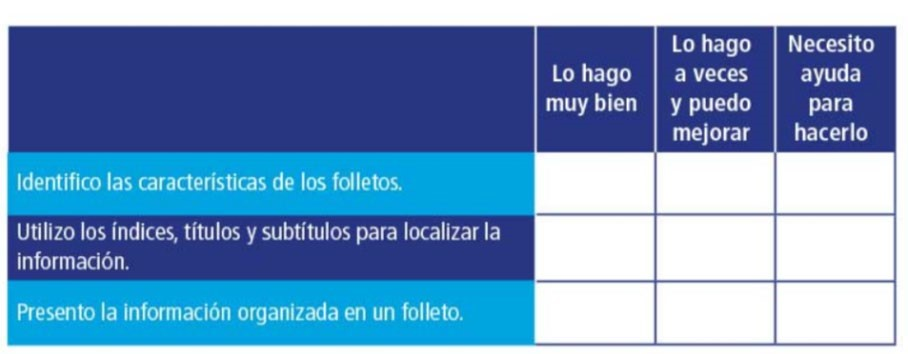 Lo hago
muy bien
Lo hago
a veces
y puedo
mejorar
Necesito
ayuda
para
hacerlo
Identifico las características de los folletos.
Utilizo los índices, títulos y subtítulos para localizar la
información.
Presento la información organizada en un folleto.